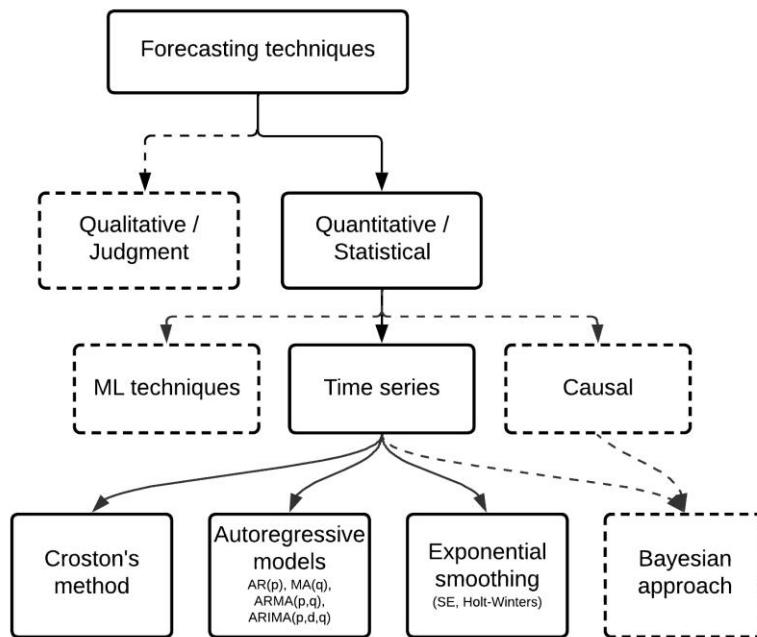 Forecasting techniques
Qualitative /
Judgment
Quantitative /
Statistical
ML techniques
Time series
Causal
Croston's
method
Autoregressive
models
AR(p), MA(q),
ARMA(p,q),
ARIMA(p,d,q)
Exponential
smoothing
(SE, Holt-Winters)
Bayesian
approach